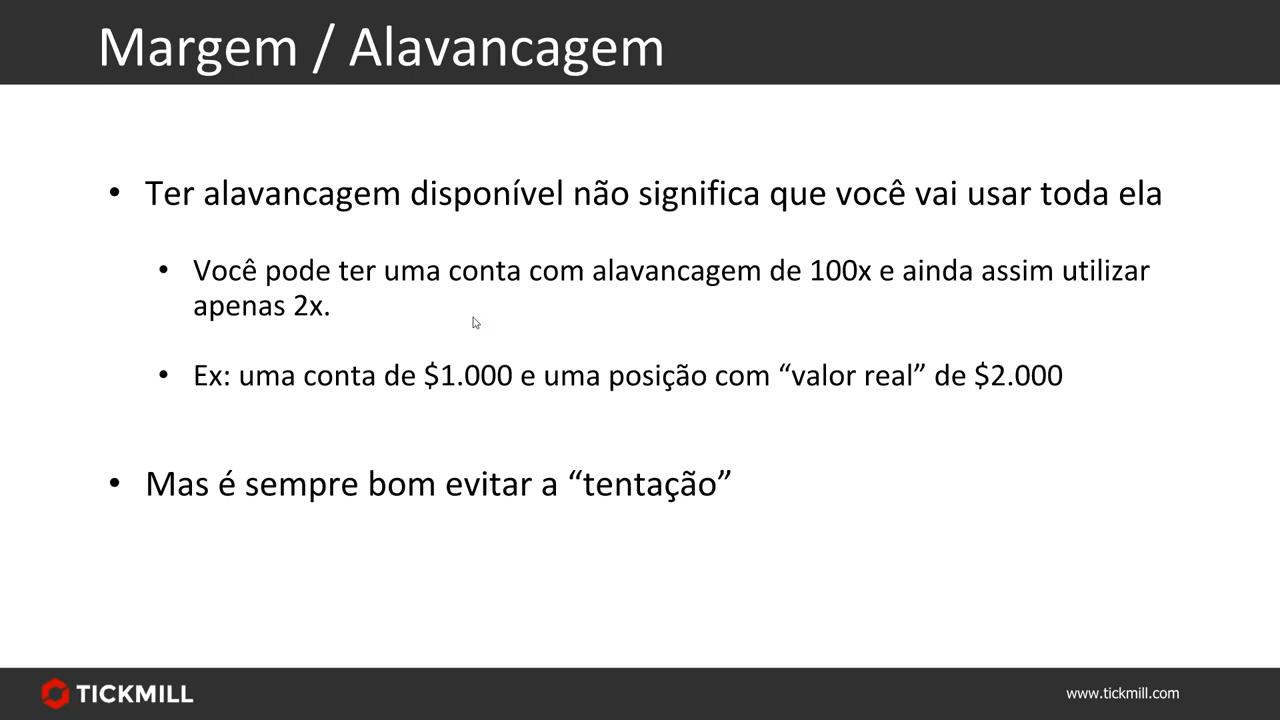 Margem / Alavancagem
• Ter alavancagem disponível não significa que você vai usar toda ela
• Você pode ter uma conta com alavancagem de 100x e ainda assim utilizar
apenas 2x.
• Ex: uma conta de $1.000 e uma posição com “valor real” de $2.000
• Mas é sempre bom evitar a “tentação”
TICKMILL
www.tickmill.com